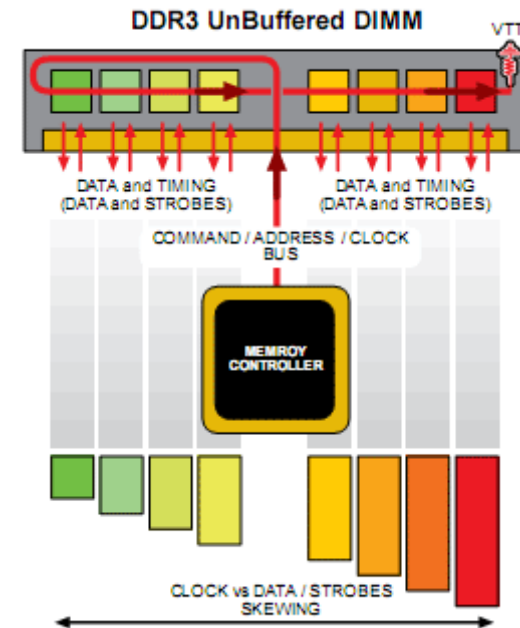 DDR3 UnBuffered DIMM
VTT
DATA and TIMING
(DATA and STROBES)
DATA and TIMING
(DATA and STROBES)
COMMAND / ADDRESS / CLOCK
BUS
MEMROY
CONTROLLER
CLOCK vs DATA / STROBES
SKEWING